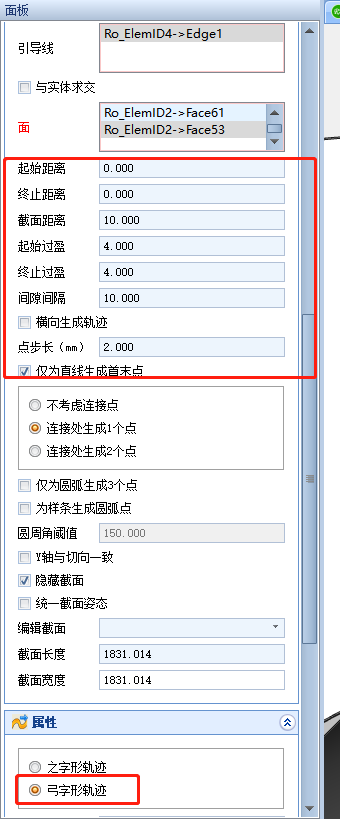 面板
引导线
Ro_ElemID4->Edge1
与实体求交
面
Ro_ElemID2->Face61
Ro_ElemID2->Face53
起始距离 0.000
终止距离 0.000
截面距离 10.000
起始过盈 4.000
终止过盈 4.000
间隙间隔 10.000
横向生成轨迹
点步长（mm） 2.000
仅为直线生成首末点
不考虑连接点
连接处生成1个点
连接处生成2个点
仅为圆弧生成3个点
为样条生成圆弧点
圆周角阈值 150.000
Y轴与切向一致
隐藏截面
统一截面姿态
编辑截面
截面长度 1831.014
截面宽度 1831.014
属性
之字形轨迹
弓字形轨迹